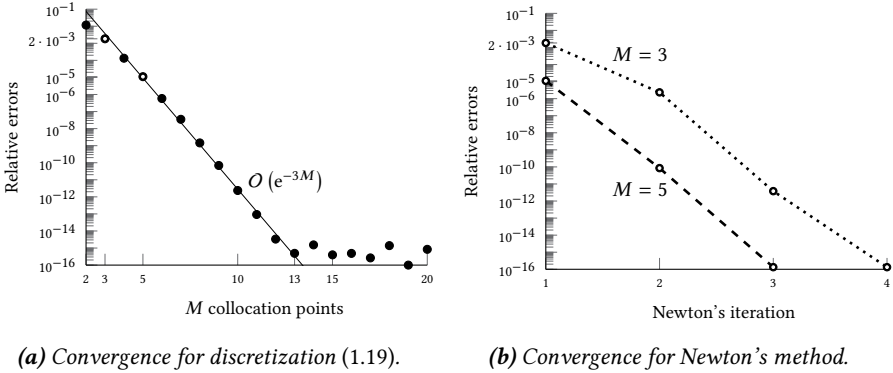 10⁻¹
2 · 10⁻³
10⁻⁵
10⁻⁶
10⁻⁸
10⁻¹⁰
10⁻¹²
10⁻¹⁴
10⁻¹⁶
Relative errors
O (e⁻³ᴹ)
2 3 5 10 13 15 20
M collocation points
(a) Convergence for discretization (1.19).
10⁻¹
2 · 10⁻³
10⁻⁵
10⁻⁶
10⁻⁸
10⁻¹⁰
10⁻¹²
10⁻¹⁴
10⁻¹⁶
Relative errors
M = 3
M = 5
1 2 3 4
Newton's iteration
(b) Convergence for Newton's method.